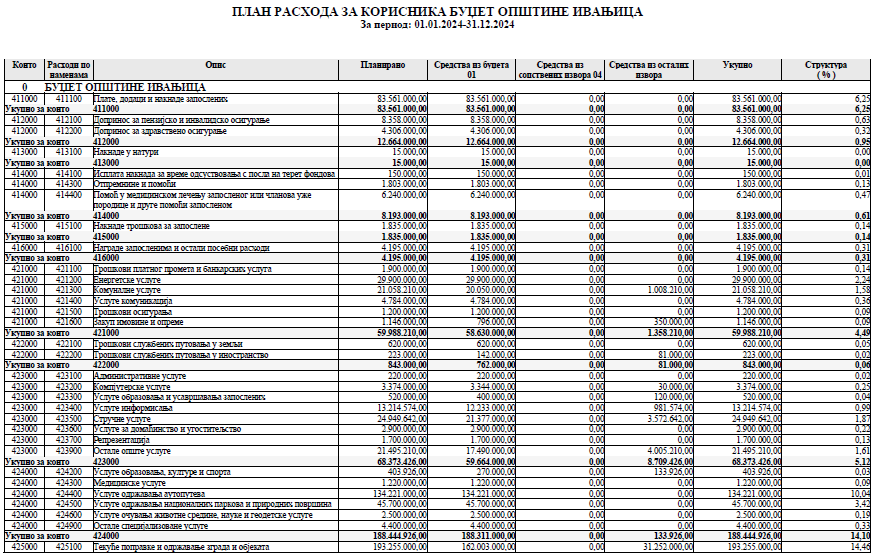 ПЛАН РАСХОДА ЗА КОРИСНИКА БУЏЕТ ОПШТИНЕ ИВАЊИЦА
За период: 01.01.2024-31.12.2024
Конто Расходи по наменама Опис Планирано Средства из буџета 01 Средства из сопствених извора 04 Средства из осталих извора Укупно Структура ( % )
0 БУЏЕТ ОПШТИНЕ ИВАЊИЦА
411000 411100 Плате, додаци и накнаде запослених 83.561.000,00 83.561.000,00 0,00 0,00 83.561.000,00 6,25
Укупно за конто 411000 83.561.000,00 83.561.000,00 0,00 0,00 83.561.000,00 6,25
412000 412100 Допринос за пензијско и инвалидско осигурање 8.358.000,00 8.358.000,00 0,00 0,00 8.358.000,00 0,63
412000 412200 Допринос за здравствено осигурање 4.306.000,00 4.306.000,00 0,00 0,00 4.306.000,00 0,32
Укупно за конто 412000 12.664.000,00 12.664.000,00 0,00 0,00 12.664.000,00 0,95
413000 413100 Накнаде у натури 15.000,00 15.000,00 0,00 0,00 15.000,00 0,00
Укупно за конто 413000 15.000,00 15.000,00 0,00 0,00 15.000,00 0,00
414000 414100 Исплата накнада за време одсуствовања с посла на терет фондова 150.000,00 150.000,00 0,00 0,00 150.000,00 0,01
414000 414300 Отпремнине и помоћи 1.803.000,00 1.803.000,00 0,00 0,00 1.803.000,00 0,13
414000 414400 Помоћ у медицинском лечењу запосленог или чланова уже породице и друге помоћи запосленом 6.240.000,00 6.240.000,00 0,00 0,00 6.240.000,00 0,47
Укупно за конто 414000 8.193.000,00 8.193.000,00 0,00 0,00 8.193.000,00 0,61
415000 415100 Накнаде трошкова за запослене 1.835.000,00 1.835.000,00 0,00 0,00 1.835.000,00 0,14
Укупно за конто 415000 1.835.000,00 1.835.000,00 0,00 0,00 1.835.000,00 0,14
416000 416100 Награде запосленима и остали посебни расходи 4.195.000,00 4.195.000,00 0,00 0,00 4.195.000,00 0,31
Укупно за конто 416000 4.195.000,00 4.195.000,00 0,00 0,00 4.195.000,00 0,31
421000 421100 Трошкови платног промета и банкарских услуга 1.900.000,00 1.900.000,00 0,00 0,00 1.900.000,00 0,14
421000 421200 Енергетске услуге 29.900.000,00 29.900.000,00 0,00 0,00 29.900.000,00 2,24
421000 421300 Комуналне услуге 21.058.210,00 20.050.000,00 0,00 1.008.210,00 21.058.210,00 1,58
421000 421400 Услуге комуникација 4.784.000,00 4.784.000,00 0,00 0,00 4.784.000,00 0,36
421000 421500 Трошкови осигурања 1.200.000,00 1.200.000,00 0,00 0,00 1.200.000,00 0,09
421000 421600 Закуп имовине и опреме 1.146.000,00 796.000,00 0,00 350.000,00 1.146.000,00 0,09
Укупно за конто 421000 59.988.210,00 58.630.000,00 0,00 1.358.210,00 59.988.210,00 4,49
422000 422100 Трошкови службених путовања у земљи 620.000,00 620.000,00 0,00 0,00 620.000,00 0,05
422000 422200 Трошкови службених путовања у иностранство 223.000,00 142.000,00 0,00 81.000,00 223.000,00 0,02
Укупно за конто 422000 843.000,00 762.000,00 0,00 81.000,00 843.000,00 0,06
423000 423100 Административне услуге 220.000,00 220.000,00 0,00 0,00 220.000,00 0,02
423000 423200 Компјутерске услуге 3.374.000,00 3.344.000,00 0,00 30.000,00 3.374.000,00 0,25
423000 423300 Услуге образовања и усавршавања запослених 520.000,00 400.000,00 0,00 120.000,00 520.000,00 0,04
423000 423400 Услуге информисања 13.214.574,00 12.233.000,00 0,00 981.574,00 13.214.574,00 0,99
423000 423500 Стручне услуге 24.949.642,00 21.377.000,00 0,00 3.572.642,00 24.949.642,00 1,87
423000 423600 Услуге за домаћинство и угоститељство 2.900.000,00 2.900.000,00 0,00 0,00 2.900.000,00 0,22
423000 423700 Репрезентација 1.700.000,00 1.700.000,00 0,00 0,00 1.700.000,00 0,13
423000 423900 Остале опште услуге 21.495.210,00 17.490.000,00 0,00 4.005.210,00 21.495.210,00 1,61
Укупно за конто 423000 68.373.426,00 59.664.000,00 0,00 8.709.426,00 68.373.426,00 5,12
424000 424200 Услуге образовања, културе и спорта 403.926,00 270.000,00 0,00 133.926,00 403.926,00 0,03
424000 424300 Медицинске услуге 1.220.000,00 1.220.000,00 0,00 0,00 1.220.000,00 0,09
424000 424400 Услуге одржавања аутопутева 134.221.000,00 134.221.000,00 0,00 0,00 134.221.000,00 10,04
424000 424500 Услуге одржавања националних паркова и природних површина 45.700.000,00 45.700.000,00 0,00 0,00 45.700.000,00 3,42
424000 424600 Услуге очувања животне средине, науке и геодетске услуге 2.500.000,00 2.500.000,00 0,00 0,00 2.500.000,00 0,19
424000 424900 Остале специјализоване услуге 4.400.000,00 4.400.000,00 0,00 0,00 4.400.000,00 0,33
Укупно за конто 424000 188.444.926,00 188.311.000,00 0,00 133.926,00 188.444.926,00 14,10
425000 425100 Текуће поправке и одржавање зграда и објеката 193.255.000,00 162.003.000,00 0,00 31.252.000,00 193.255.000,00 14,46